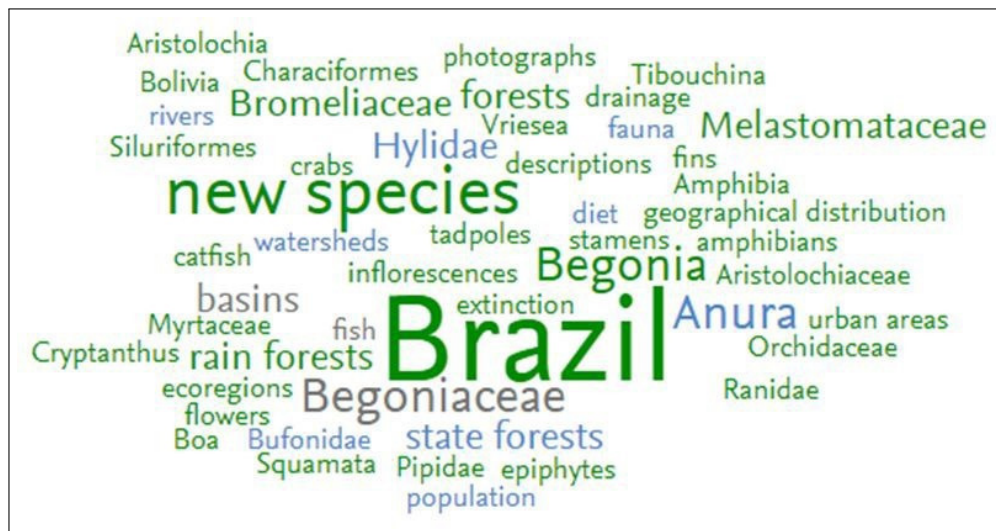 Aristolochia
photographs
Bolivia
Characiformes
Tibouchina
rivers
Bromeliaceae
forests
drainage
Siluriformes
Vriesea
fauna
Melastomataceae
crabs
Hylidae
descriptions
fins
new species
Amphibia
diet
geographical distribution
watersheds
tadpoles
stamens
amphibians
catfish
inflorescences
Begonia
Aristolochiaceae
basins
extinction
Myrtaceae
fish
Brazil
Anura
urban areas
Cryptanthus
rain forests
Orchidaceae
ecoregions
Begoniaceae
Ranidae
flowers
Boa
Bufonidae
state forests
Squamata
Pipidae
epiphytes
population